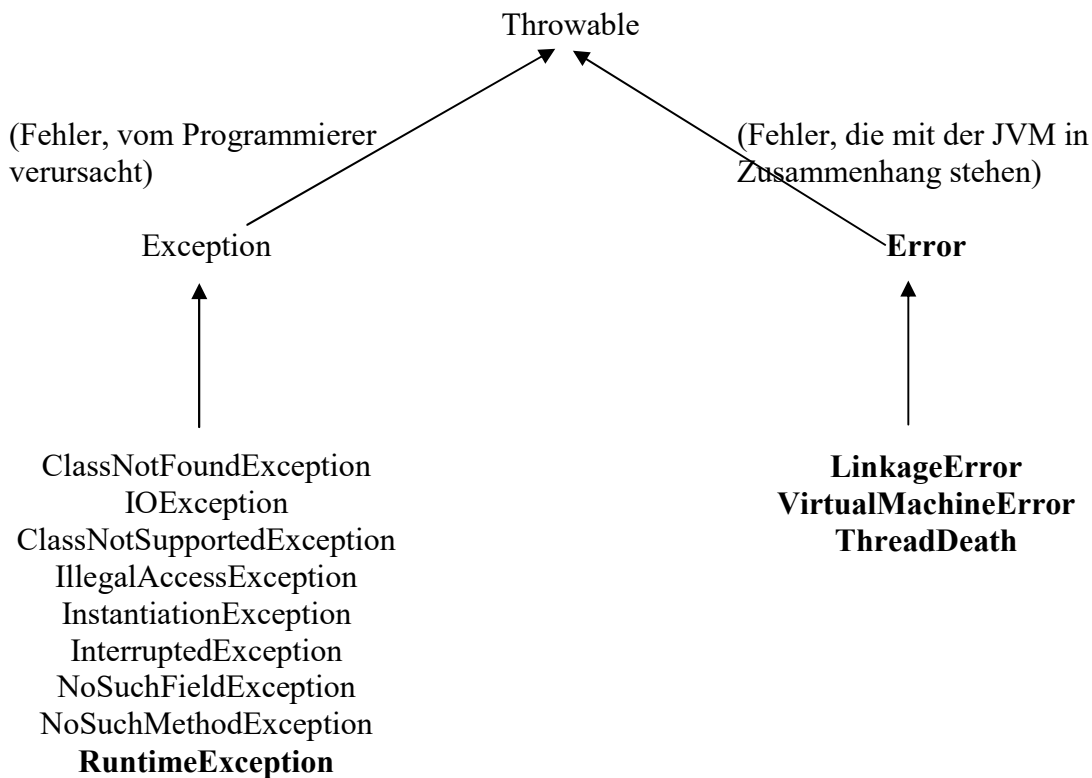 Throwable
(Fehler, vom Programmierer
verursacht)
(Fehler, die mit der JVM in
Zusammenhang stehen)
Exception
Error
ClassNotFoundException
IOException
ClassNotSupportedException
IllegalAccessException
InstantiationException
InterruptedException
NoSuchFieldException
NoSuchMethodException
RuntimeException
LinkageError
VirtualMachineError
ThreadDeath